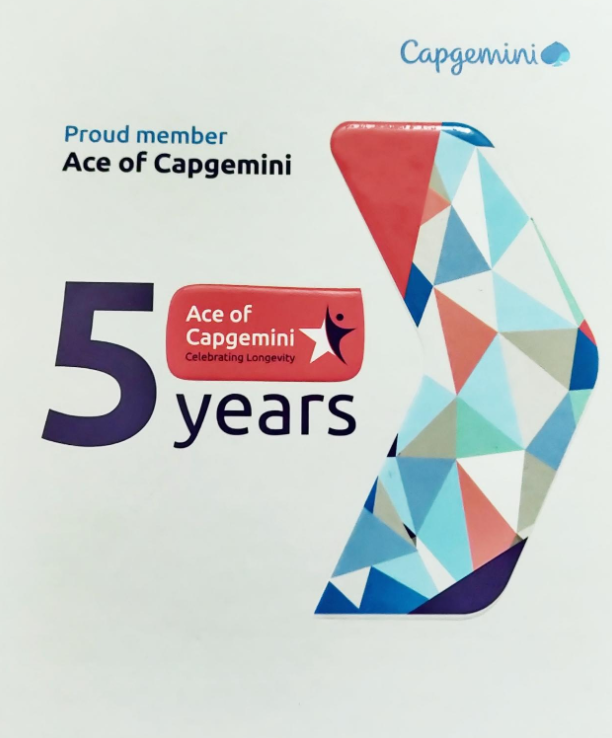 Capgemini
Proud member
Ace of Capgemini
5
Ace of
Capgemini
Celebrating Longevity
years